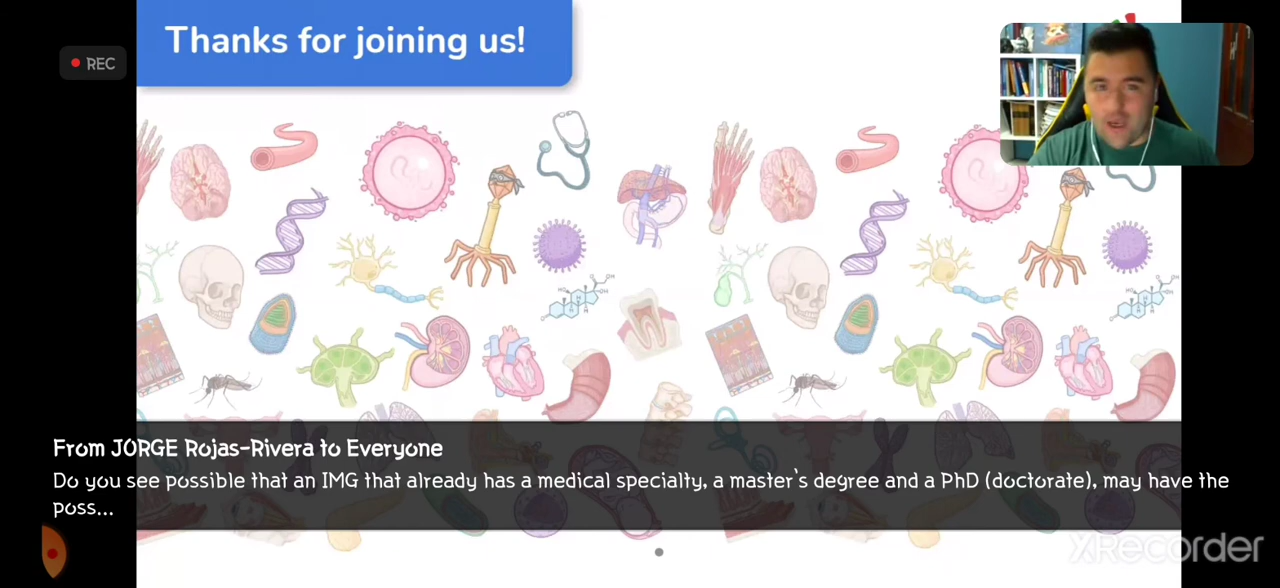 Thanks for joining us!
REC
From JORGE Rojas-Rivera to Everyone
Do you see possible that an IMG that already has a medical specialty, a master's degree and a PhD (doctorate), may have the
poss...
XRecorder